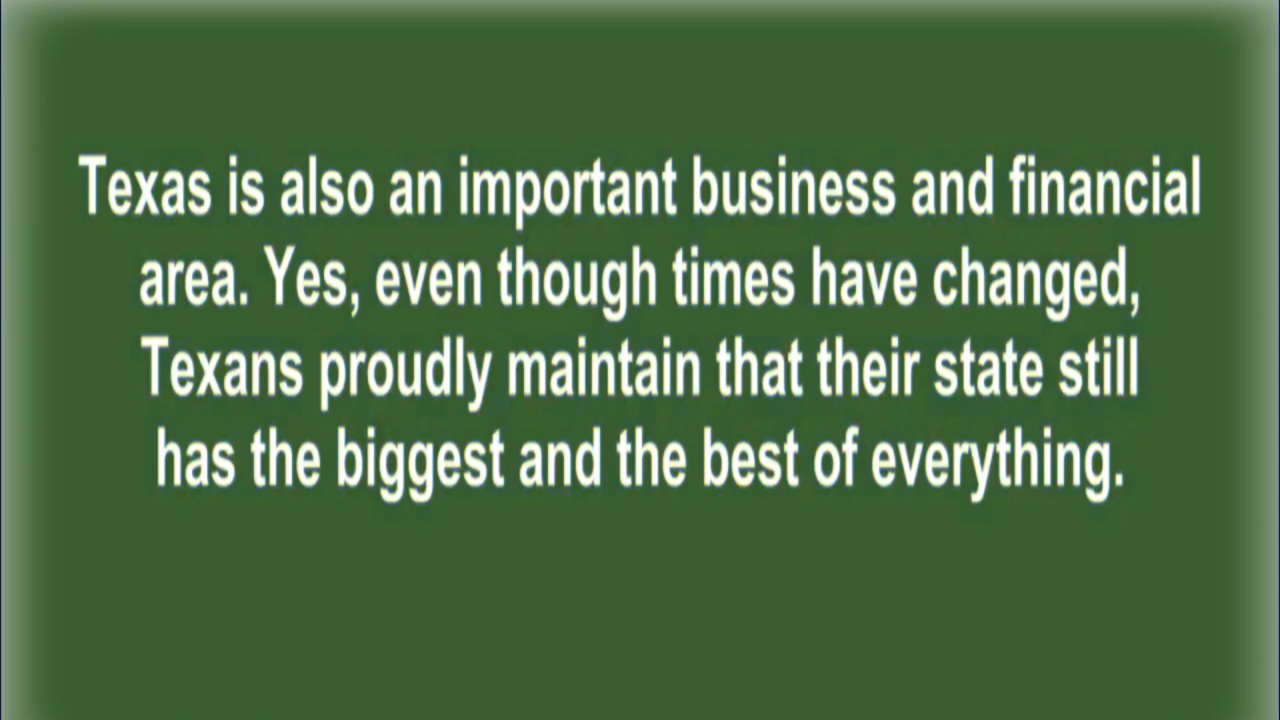 Texas is also an important business and financial
area. Yes, even though times have changed,
Texans proudly maintain that their state still
has the biggest and the best of everything.